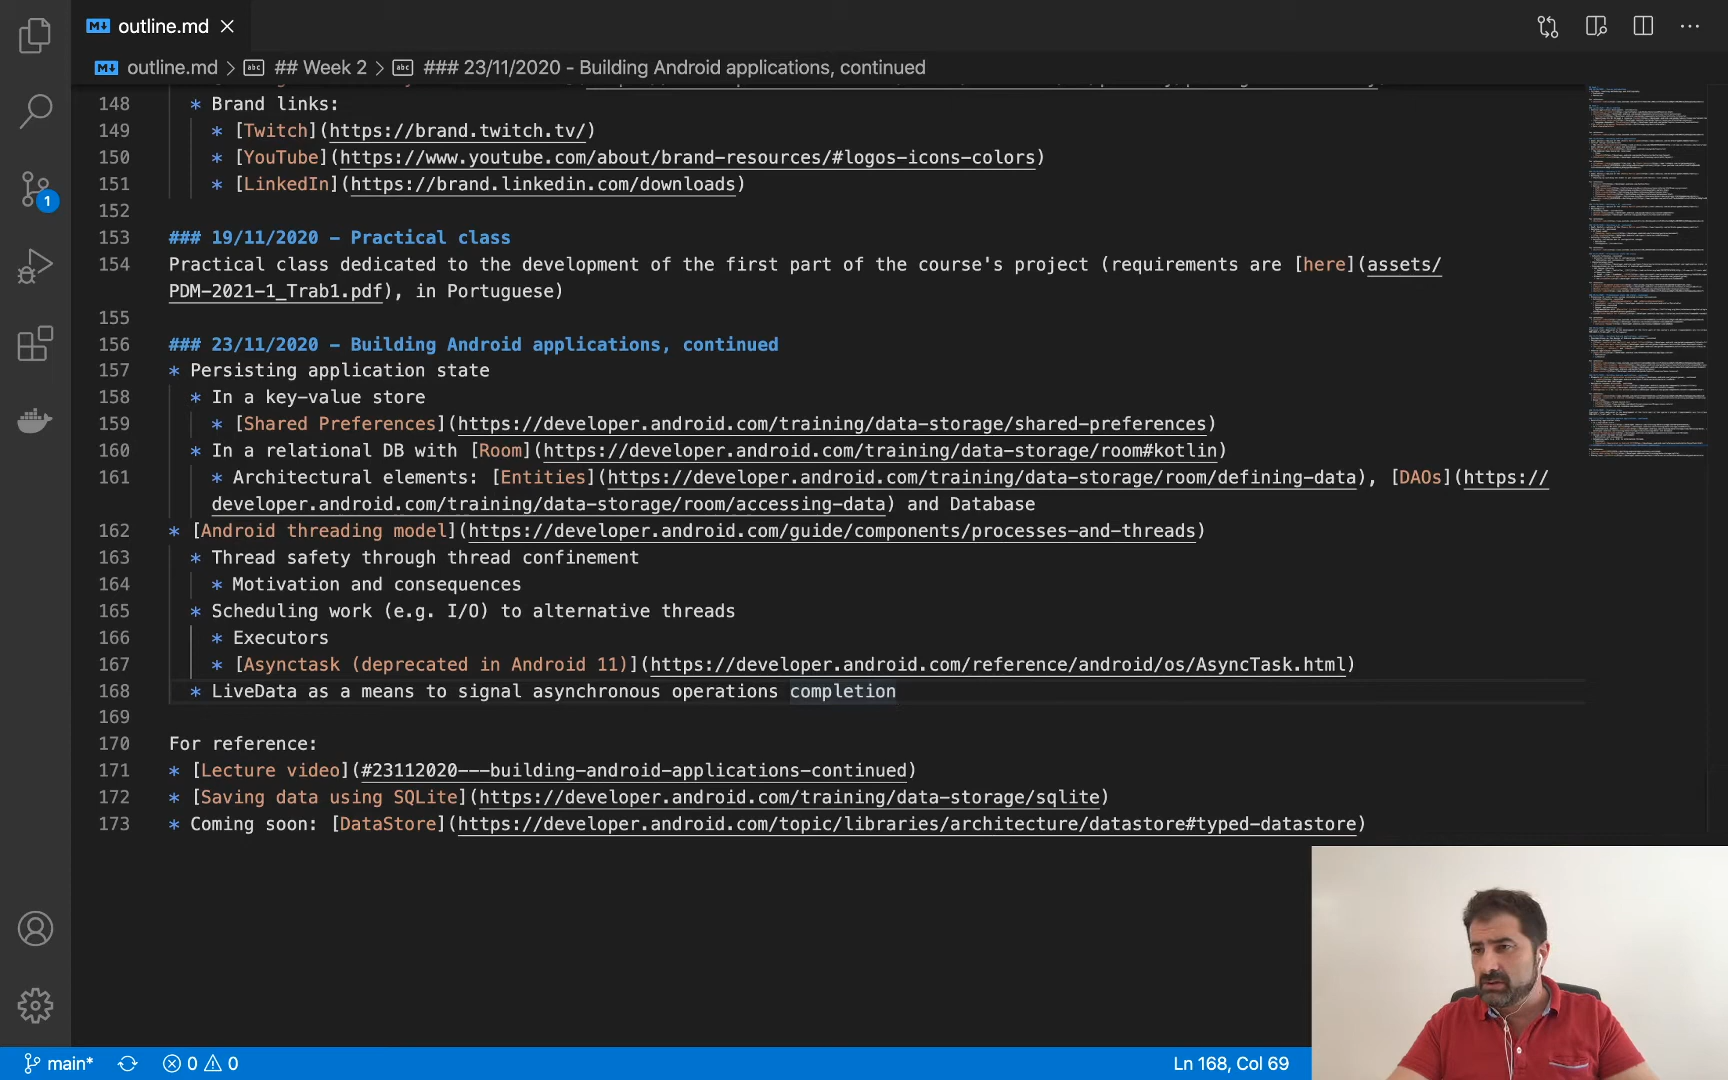 outline.md
outline.md > ## Week 2 > ### 23/11/2020 - Building Android applications, continued
148 * Brand links:
149 * [Twitch](https://brand.twitch.tv/)
150 * [YouTube](https://www.youtube.com/about/brand-resources/#logos-icons-colors)
151 * [LinkedIn](https://brand.linkedin.com/downloads)
152
153 ### 19/11/2020 - Practical class
154 Practical class dedicated to the development of the first part of the course's project (requirements are [here](assets/
PDM-2021-1_Trab1.pdf), in Portuguese)
155
156 ### 23/11/2020 - Building Android applications, continued
157 * Persisting application state
158 * In a key-value store
159 * [Shared Preferences](https://developer.android.com/training/data-storage/shared-preferences)
160 * In a relational DB with [Room](https://developer.android.com/training/data-storage/room#kotlin)
161 * Architectural elements: [Entities](https://developer.android.com/training/data-storage/room/defining-data), [DAOs](https://
developer.android.com/training/data-storage/room/accessing-data) and Database
162 * [Android threading model](https://developer.android.com/guide/components/processes-and-threads)
163 * Thread safety through thread confinement
164 * Motivation and consequences
165 * Scheduling work (e.g. I/O) to alternative threads
166 * Executors
167 * [Asynctask (deprecated in Android 11)](https://developer.android.com/reference/android/os/AsyncTask.html)
168 * LiveData as a means to signal asynchronous operations completion
169
170 For reference:
171 * [Lecture video](#23112020---building-android-applications-continued)
172 * [Saving data using SQLite](https://developer.android.com/training/data-storage/sqlite)
173 * Coming soon: [DataStore](https://developer.android.com/topic/libraries/architecture/datastore#typed-datastore)
1
main* 0 0 Ln 168, Col 69